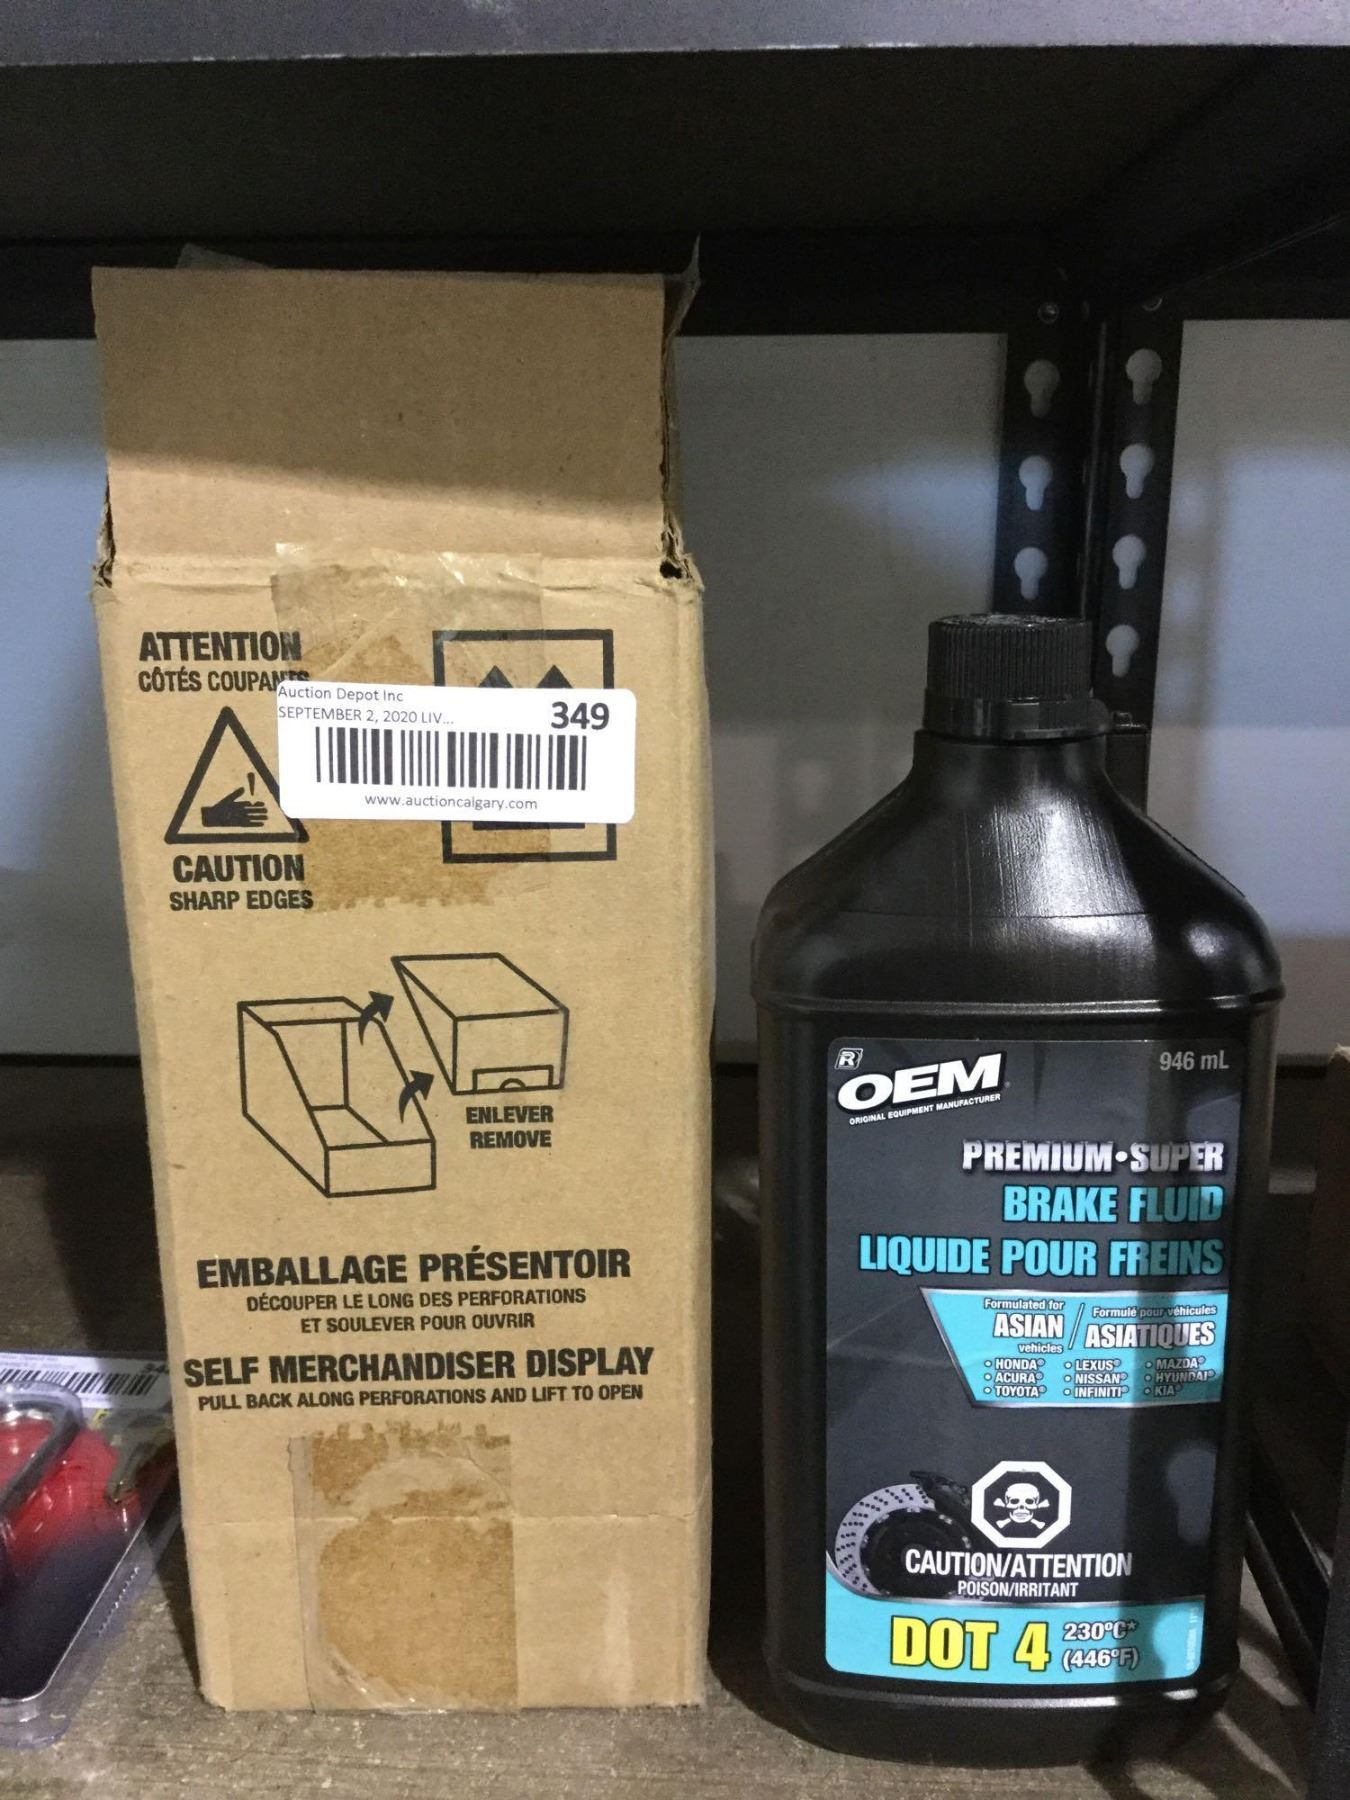 ATTENTION
CÔTÉS COUPANTS
Auction Depot Inc
SEPTEMBER 2, 2020 LIV...
349
www.auctioncalgary.com
CAUTION
SHARP EDGES
ENLEVER
REMOVE
EMBALLAGE PRÉSENTOIR
DÉCOUPER LE LONG DES PERFORATIONS
ET SOULEVER POUR OUVRIR
SELF MERCHANDISER DISPLAY
PULL BACK ALONG PERFORATIONS AND LIFT TO OPEN
R
OEM
ORIGINAL EQUIPMENT MANUFACTURER
946 mL
PREMIUM•SUPER
BRAKE FLUID
LIQUIDE POUR FREINS
Formulated for
ASIAN
vehicles
Formulé pour véhicules
ASIATIQUES
• HONDA® • LEXUS® • MAZDA®
• ACURA® • NISSAN® • HYUNDAI®
• TOYOTA® • INFINITI® • KIA®
CAUTION/ATTENTION
POISON/IRRITANT
DOT 4 230°C*
(446°F)